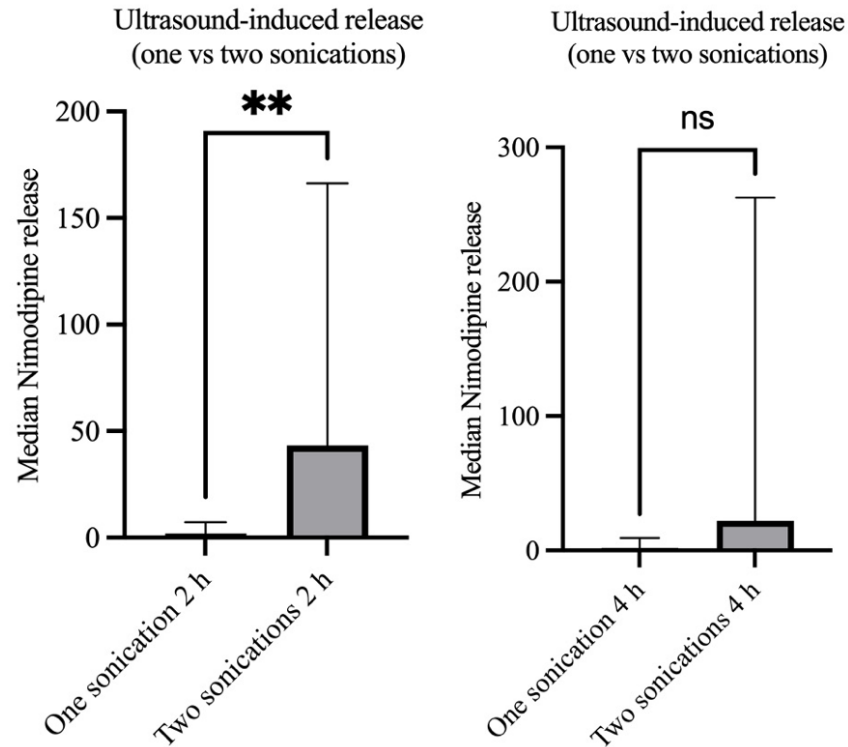 Ultrasound-induced release
(one vs two sonications)
**
200
150
100
50
0
Median Nimodipine release
One sonication 2 h
Two sonications 2 h
Ultrasound-induced release
(one vs two sonications)
ns
300
200
100
0
Median Nimodipine release
One sonication 4 h
Two sonications 4 h